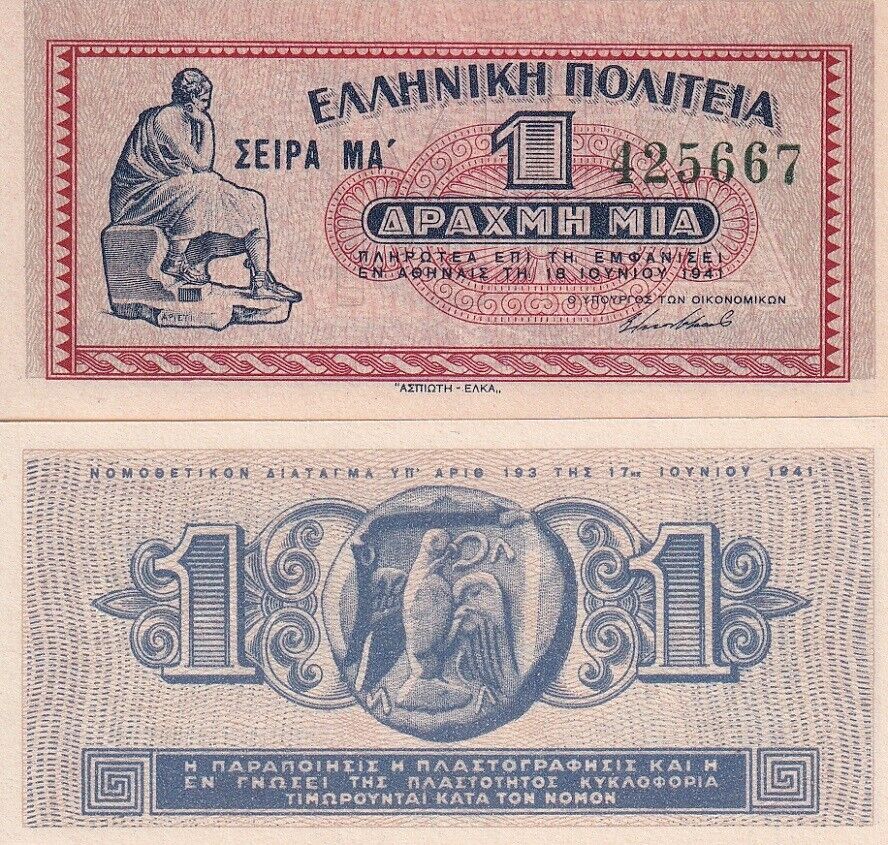 ΕΛΛΗΝΙΚΗ ΠΟΛΙΤΕΙΑ
ΣΕΙΡΑ ΜΑ΄ 1 425667
ΔΡΑΧΜΗ ΜΙΑ
ΠΛΗΡΩΤΕΑ ΕΠΙ ΤΗ ΕΜΦΑΝΙΣΕΙ
ΕΝ ΑΘΗΝΑΙΣ ΤΗ 18 ΙΟΥΝΙΟΥ 1941
Ο ΥΠΟΥΡΓΟΣ ΤΩΝ ΟΙΚΟΝΟΜΙΚΩΝ
"ΑΣΠΙΩΤΗ - ΕΛΚΑ„
ΝΟΜΟΘΕΤΙΚΟΝ ΔΙΑΤΑΓΜΑ ΥΠ' ΑΡΙΘ 193 ΤΗΣ 17ης ΙΟΥΝΙΟΥ 1941
1 1
Η ΠΑΡΑΠΟΙΗΣΙΣ Η ΠΛΑΣΤΟΓΡΑΦΗΣΙΣ ΚΑΙ Η
ΕΝ ΓΝΩΣΕΙ ΤΗΣ ΠΛΑΣΤΟΤΗΤΟΣ ΚΥΚΛΟΦΟΡΙΑ
ΤΙΜΩΡΟΥΝΤΑΙ ΚΑΤΑ ΤΟΝ ΝΟΜΟΝ